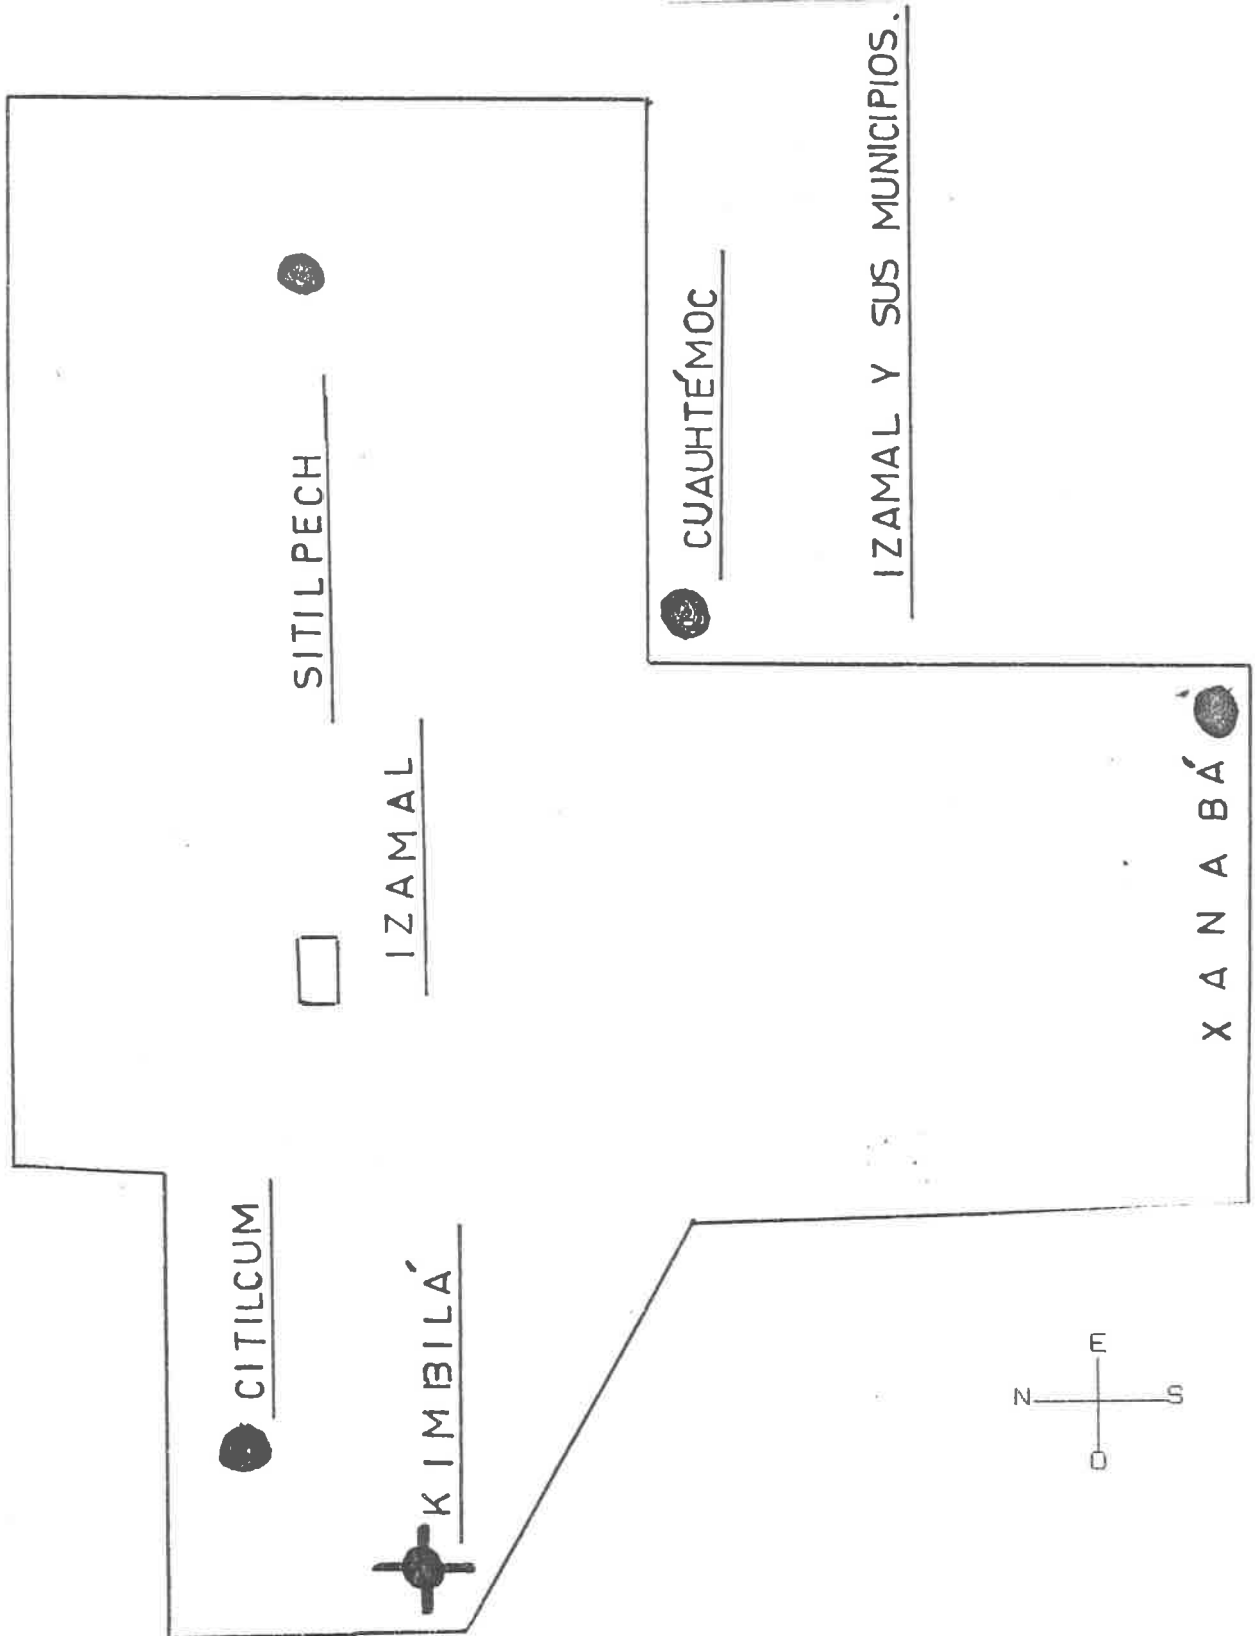 CITILCUM
SITILPECH
IZAMAL
KIMBILÁ
CUAUHTÉMOC
IZAMAL Y SUS MUNICIPIOS.
XANABÁ
N
E
S
O